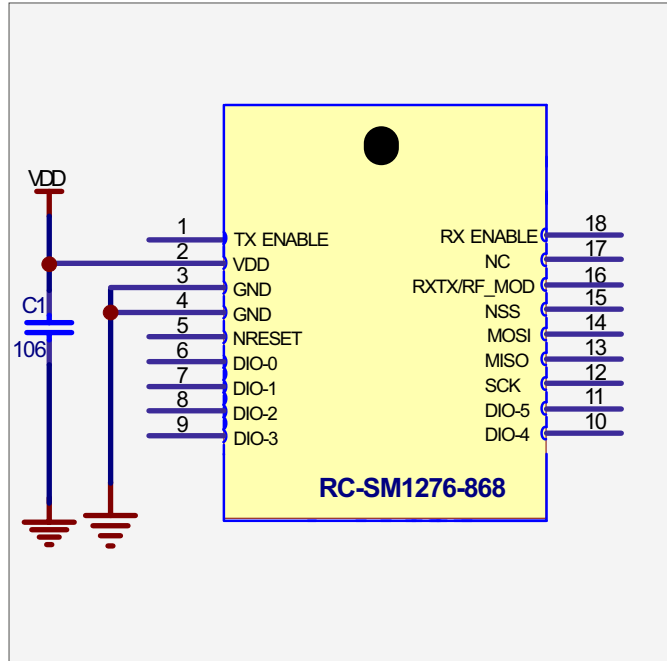 VDD
C1
106
1 TX ENABLE
2 VDD
3 GND
4 GND
5 NRESET
6 DIO-0
7 DIO-1
8 DIO-2
9 DIO-3
RX ENABLE 18
NC 17
RXTX/RF_MOD 16
NSS 15
MOSI 14
MISO 13
SCK 12
DIO-5 11
DIO-4 10
RC-SM1276-868